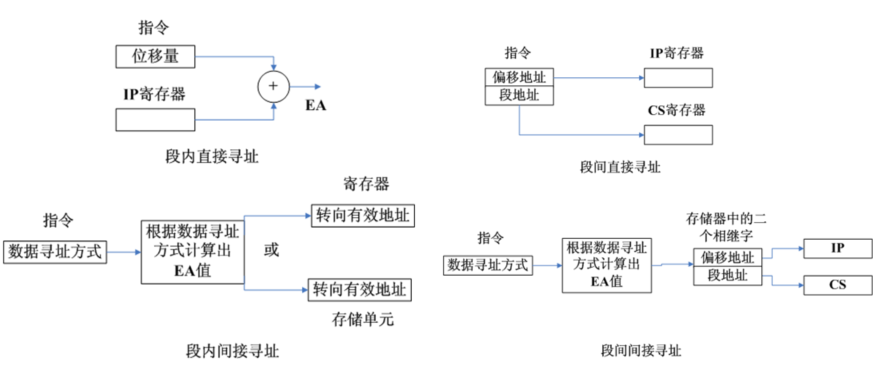 指令
位移量
IP寄存器
+
EA
段内直接寻址
指令
偏移地址
段地址
IP寄存器
CS寄存器
段间直接寻址
指令
数据寻址方式
根据数据寻址
方式计算出
EA值
或
寄存器
转向有效地址
转向有效地址
存储单元
段内间接寻址
指令
数据寻址方式
根据数据寻址
方式计算出
EA值
存储器中的二
个相继字
偏移地址
段地址
IP
CS
段间间接寻址